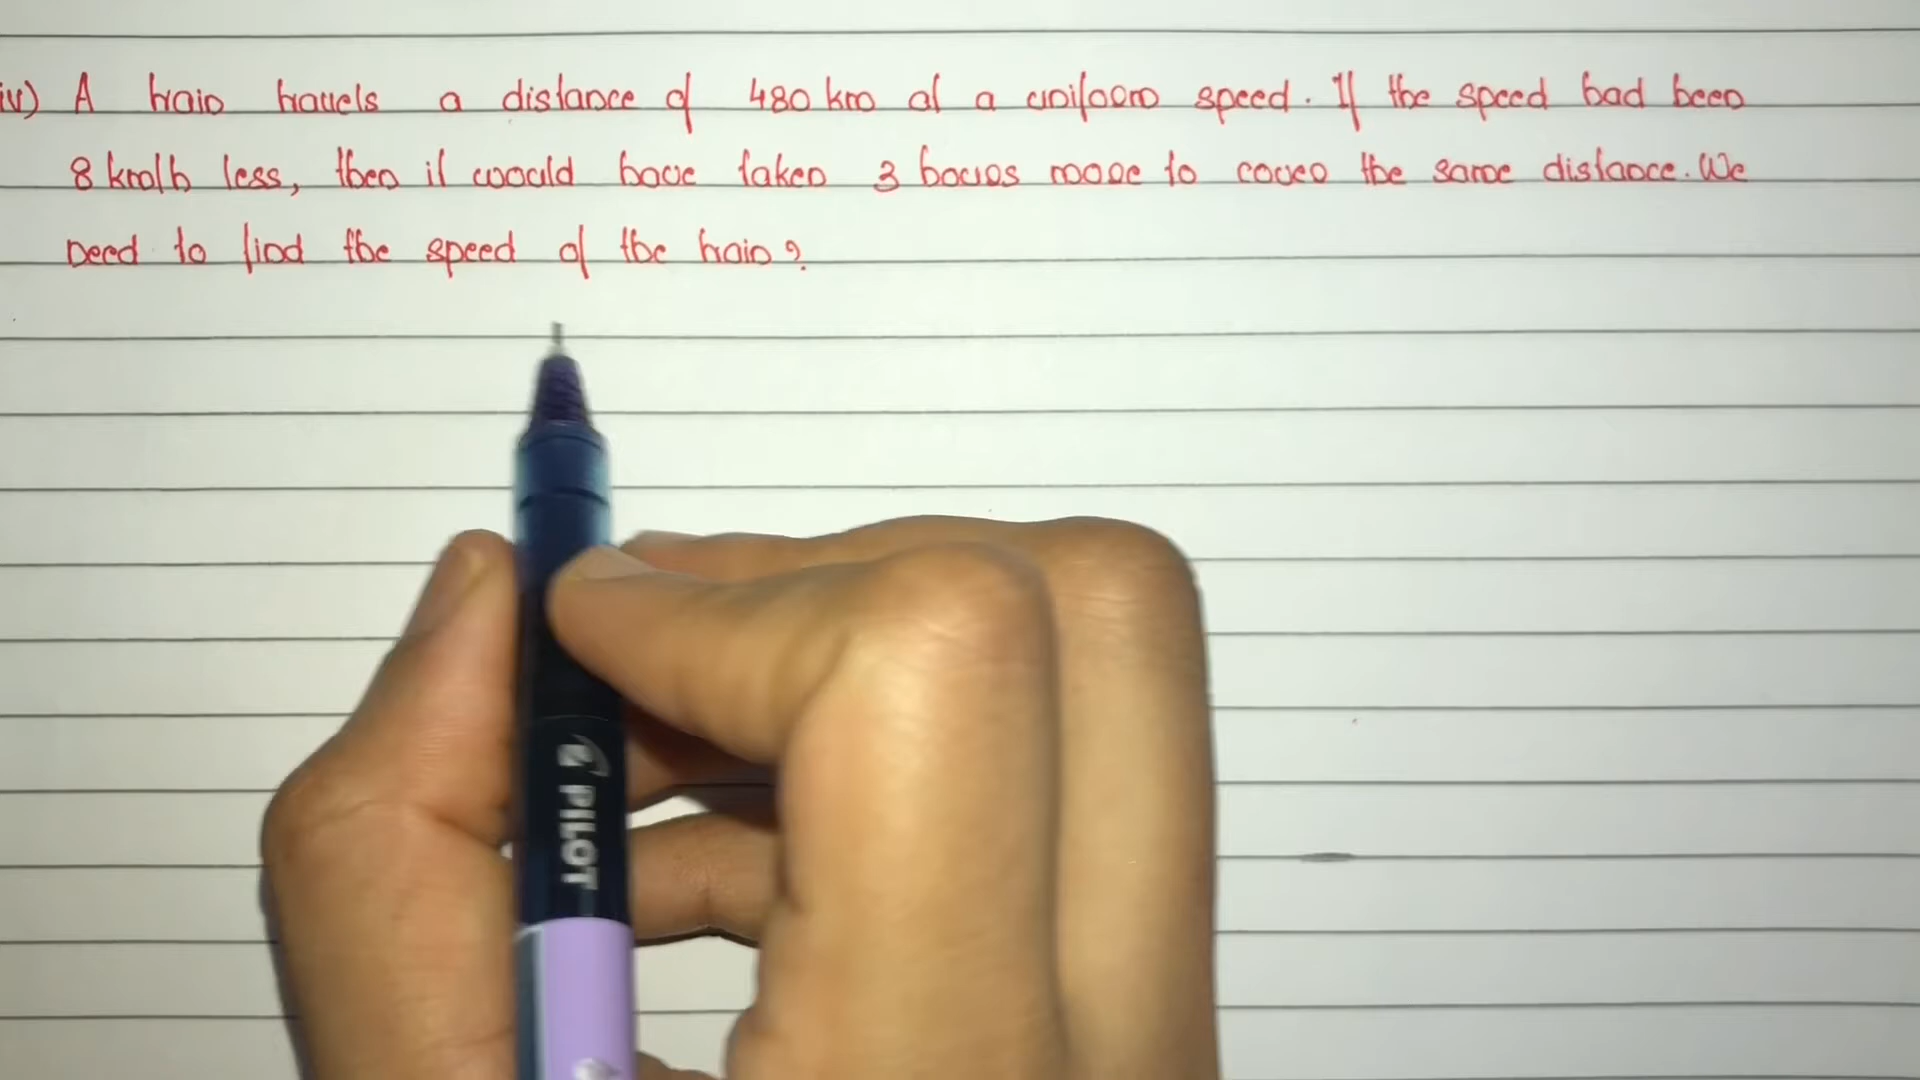 iv) A train travels a distance of 480 km at a uniform speed. If the speed had been
8 km/h less, then it would have taken 3 hours more to cover the same distance. We
need to find the speed of the train?
PILOT